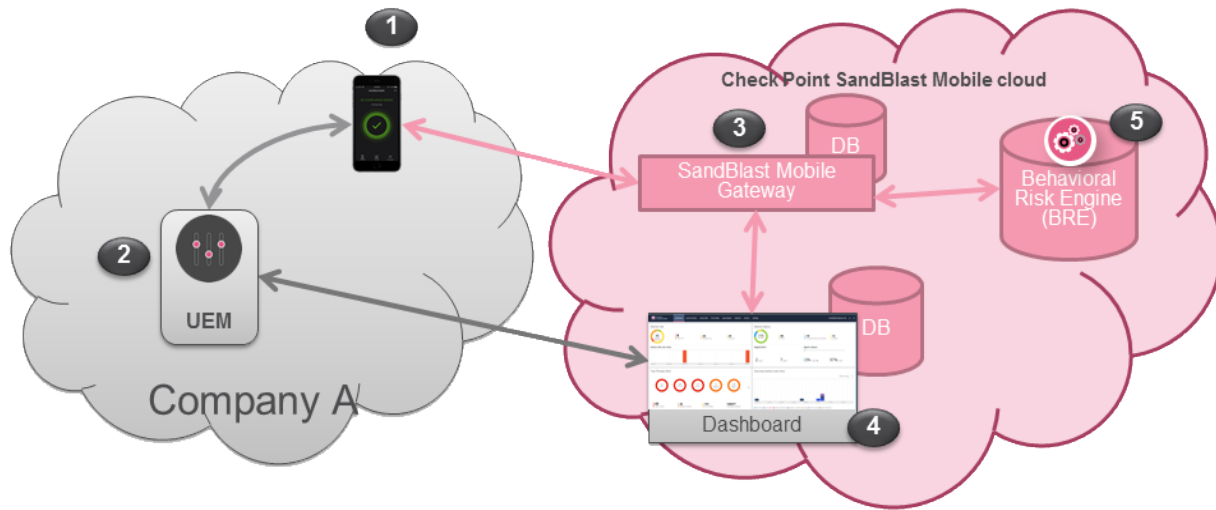 1
Check Point SandBlast Mobile cloud
3
5
DB
SandBlast Mobile
Gateway
Behavioral
Risk Engine
(BRE)
2
UEM
DB
Company A
Dashboard
4